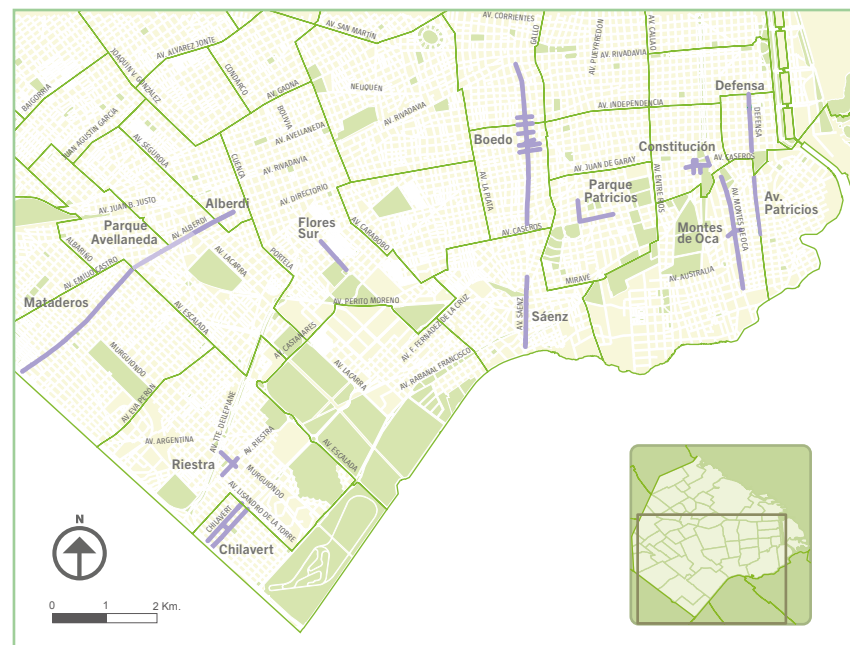 AV. CORRIENTES
AV. SAN MARTÍN
GALLO
AV. PUEYRREDON
AV. CALLAO
AV. RIVADAVIA
AV. ALVAREZ JONTE
JOAQUIN V. GONZALEZ
CONDARCO
AV. GAONA
NEUQUEN
BAIGORRIA
BOLIVIA
AV. RIVADAVIA
Defensa
AV. INDEPENDENCIA
DEFENSA
JUAN AGUSTIN GARCIA
AV. SEGUROLA
AV. AVELLANEDA
Boedo
Constitución
CUENCA
AV. RIVADAVIA
AV. JUAN DE GARAY
AV. CASEROS
AV. LA PLATA
AV. ENTRE RIOS
AV. DIRECTORIO
Parque
Patricios
AV. MONTES DE OCA
Av.
Patricios
AV. JUAN B. JUSTO
Alberdi
Parque
Avellaneda
AV. ALBERDI
Flores
Sur
AV. CARABOBO
AV. CASEROS
Montes
de Oca
ALBARIÑO
AV. EMILIO CASTRO
AV. LACARRA
PORTELA
MIRAVE
AV. AUSTRALIA
Mataderos
AV. ESCALADA
AV. PERITO MORENO
AV. SÁENZ
Sáenz
AV. CASTAÑARES
AV. F. FERNADEZ DE LA CRUZ
MURGUIONDO
AV. LACARRA
AV. RABANAL FRANCISCO
AV. EVA PERON
AV. TTE. DELLEPIANE
AV. ARGENTINA
AV. RIESTRA
AV. ESCALADA
Riestra
MURGUIONDO
AV. LISANDRO DE LA TORRE
CHILAVERT
Chilavert
N
0 1 2 Km.